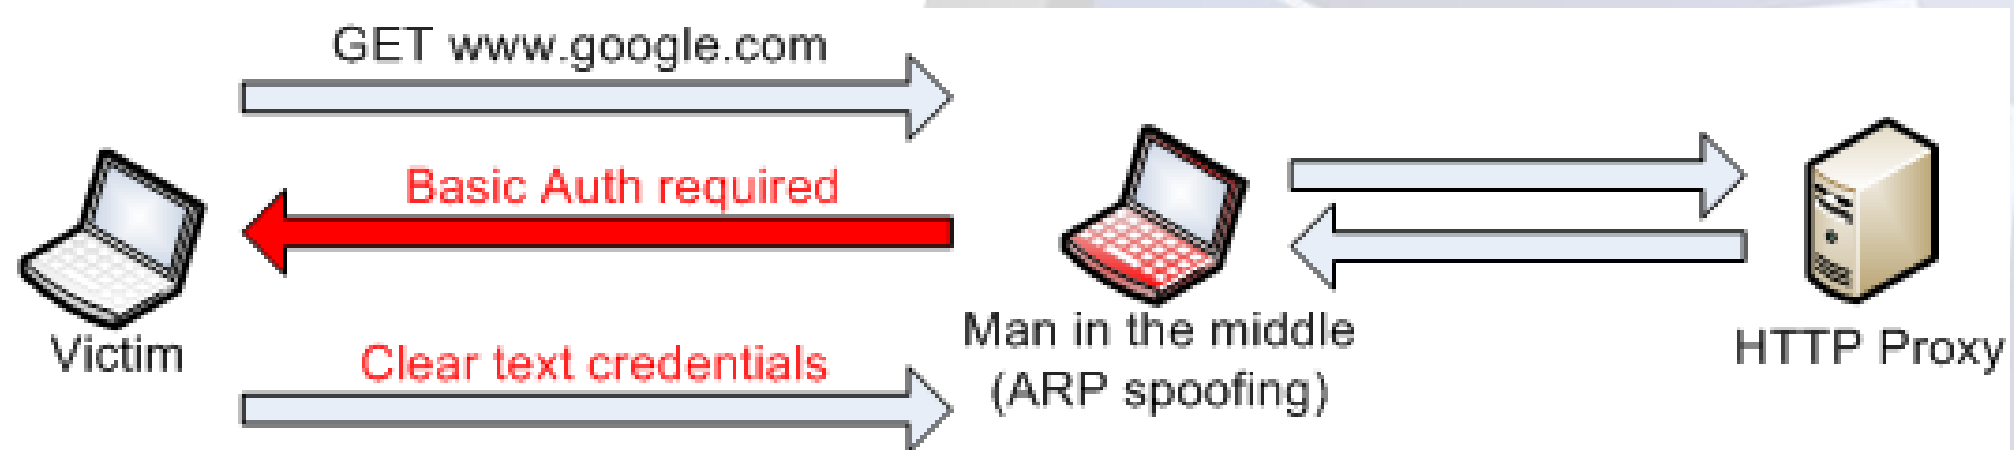 GET www.google.com
Basic Auth required
Clear text credentials
Victim
Man in the middle
(ARP spoofing)
HTTP Proxy